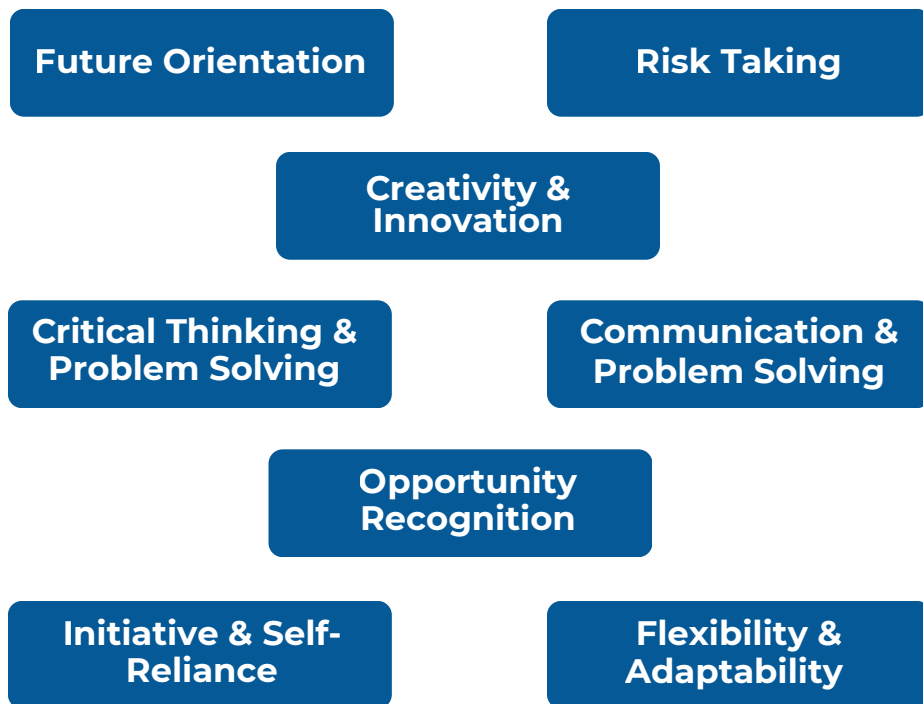 Future Orientation
Risk Taking
Creativity &
Innovation
Critical Thinking &
Problem Solving
Communication &
Problem Solving
Opportunity
Recognition
Initiative & Self-
Reliance
Flexibility &
Adaptability